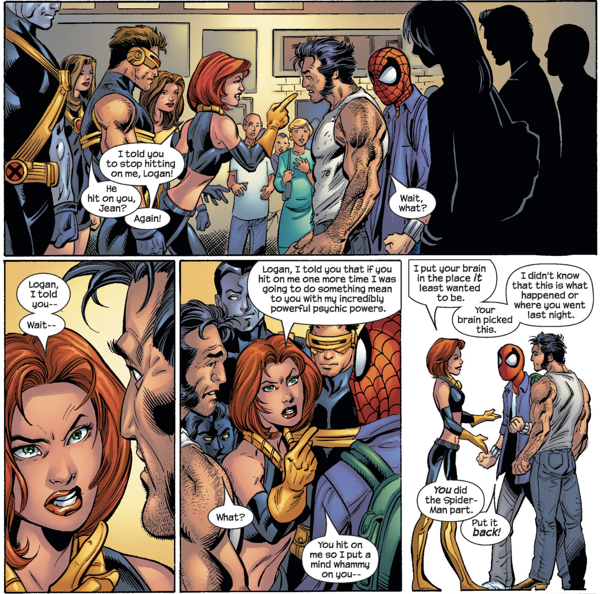 I told you
to stop hitting
on me, Logan!
He
hit on you,
Jean?
Again!
Wait,
what?
Logan,
I told
you--
Wait--
Logan, I told you that if you
hit on me one more time I was
going to do something mean
to you with my incredibly
powerful psychic powers.
What?
You hit on
me so I put a
mind whammy
on you--
I put your brain
in the place it
least wanted
to be.
Your
brain picked
this.
I didn't know
that this is what
happened or
where you went
last night.
You did
the Spider-
Man part.
Put it
back!